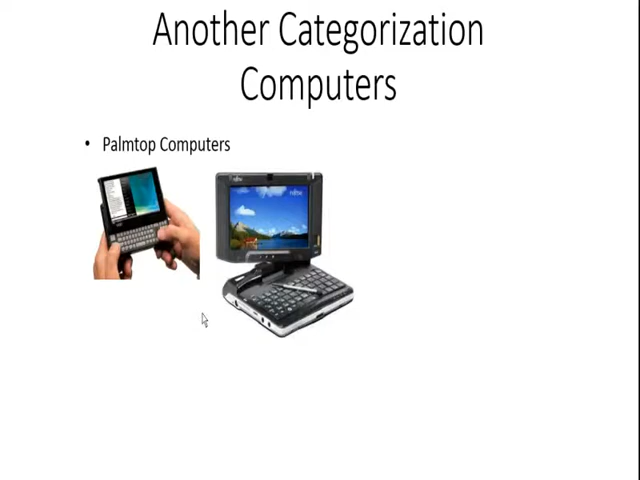 Another Categorization
Computers
• Palmtop Computers